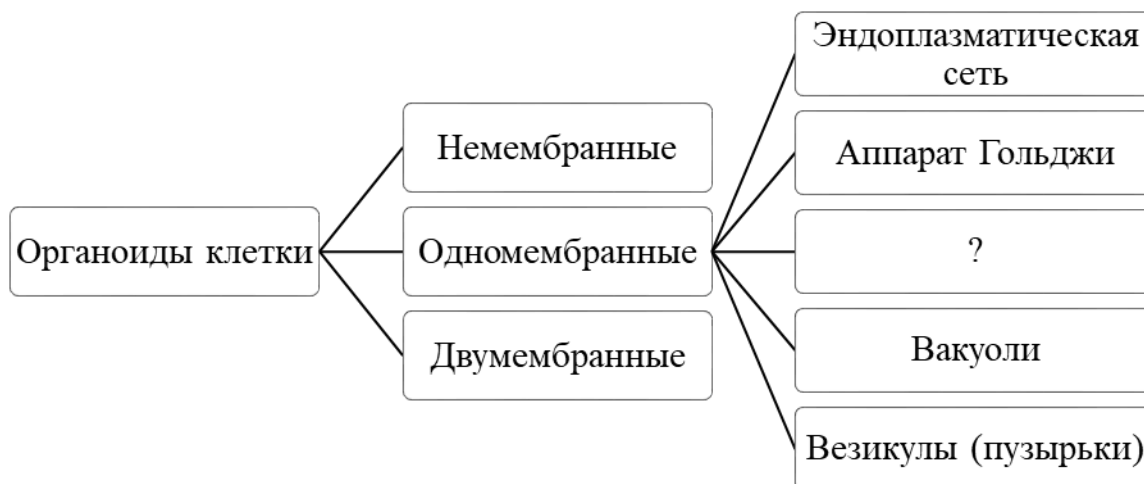 Органоиды клетки
Немембранные
Одномембранные
Двумембранные
Эндоплазматическая
сеть
Аппарат Гольджи
?
Вакуоли
Везикулы (пузырьки)